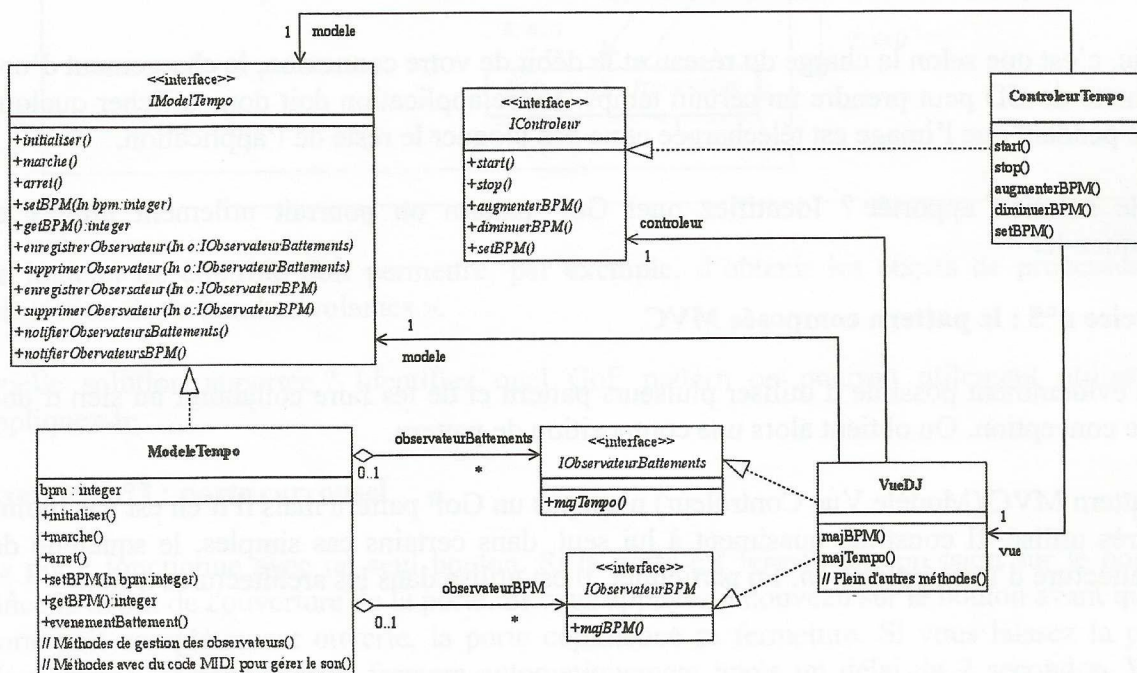 1 modele
<<interface>>
IModelTempo
+initialiser()
+marche()
+arret()
+setBPM(In bpm:integer)
+getBPM():integer
+enregistrerObservateur(In o:IObservateurBattements)
+supprimerObservateur(In o:IObservateurBattements)
+enregistrerObsersateur(In o:IObservateurBPM)
+supprimerObersvateur(In o:IObservateurBPM)
+notifierObservateursBattements()
+notifierObervateursBPM()
<<interface>>
IControleur
+start()
+stop()
+augmenterBPM()
+diminuerBPM()
+setBPM()
ControleurTempo
start()
stop()
augmenterBPM()
diminuerBPM()
setBPM()
controleur
1
1
modele
ModeleTempo
bpm : integer
+initialiser()
+marche()
+arret()
+setBPM(In bpm:integer)
+getBPM():integer
+evenementBattement()
// Méthodes de gestion des observateurs()
// Méthodes avec du code MIDI pour gérer le son()
observateurBattements
0..1 *
<<interface>>
IObservateurBattements
+majTempo()
observateurBPM
0..1 *
<<interface>>
IObservateurBPM
+majBPM()
VueDJ
majBPM()
majTempo()
// Plein d'autres méthodes()
1
vue